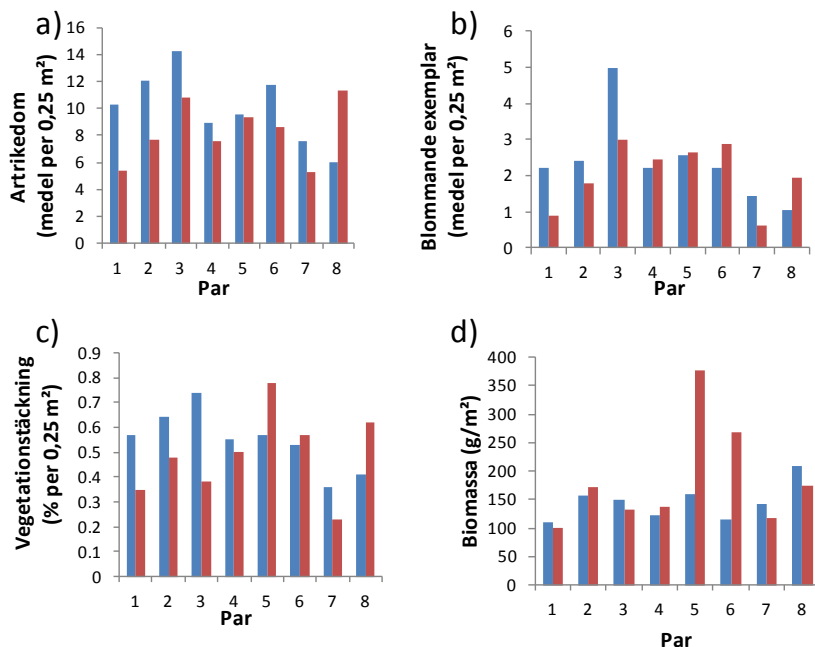 a)
Artrikedom
(medel per 0,25 m²)
16
14
12
10
8
6
4
2
0
1 2 3 4 5 6 7 8
Par
b)
Blommande exemplar
(medel per 0,25 m²)
6
5
4
3
2
1
0
1 2 3 4 5 6 7 8
Par
c)
Vegetationstäckning
(% per 0,25 m²)
0.9
0.8
0.7
0.6
0.5
0.4
0.3
0.2
0.1
0
1 2 3 4 5 6 7 8
Par
d)
Biomassa (g/m²)
400
350
300
250
200
150
100
50
0
1 2 3 4 5 6 7 8
Par